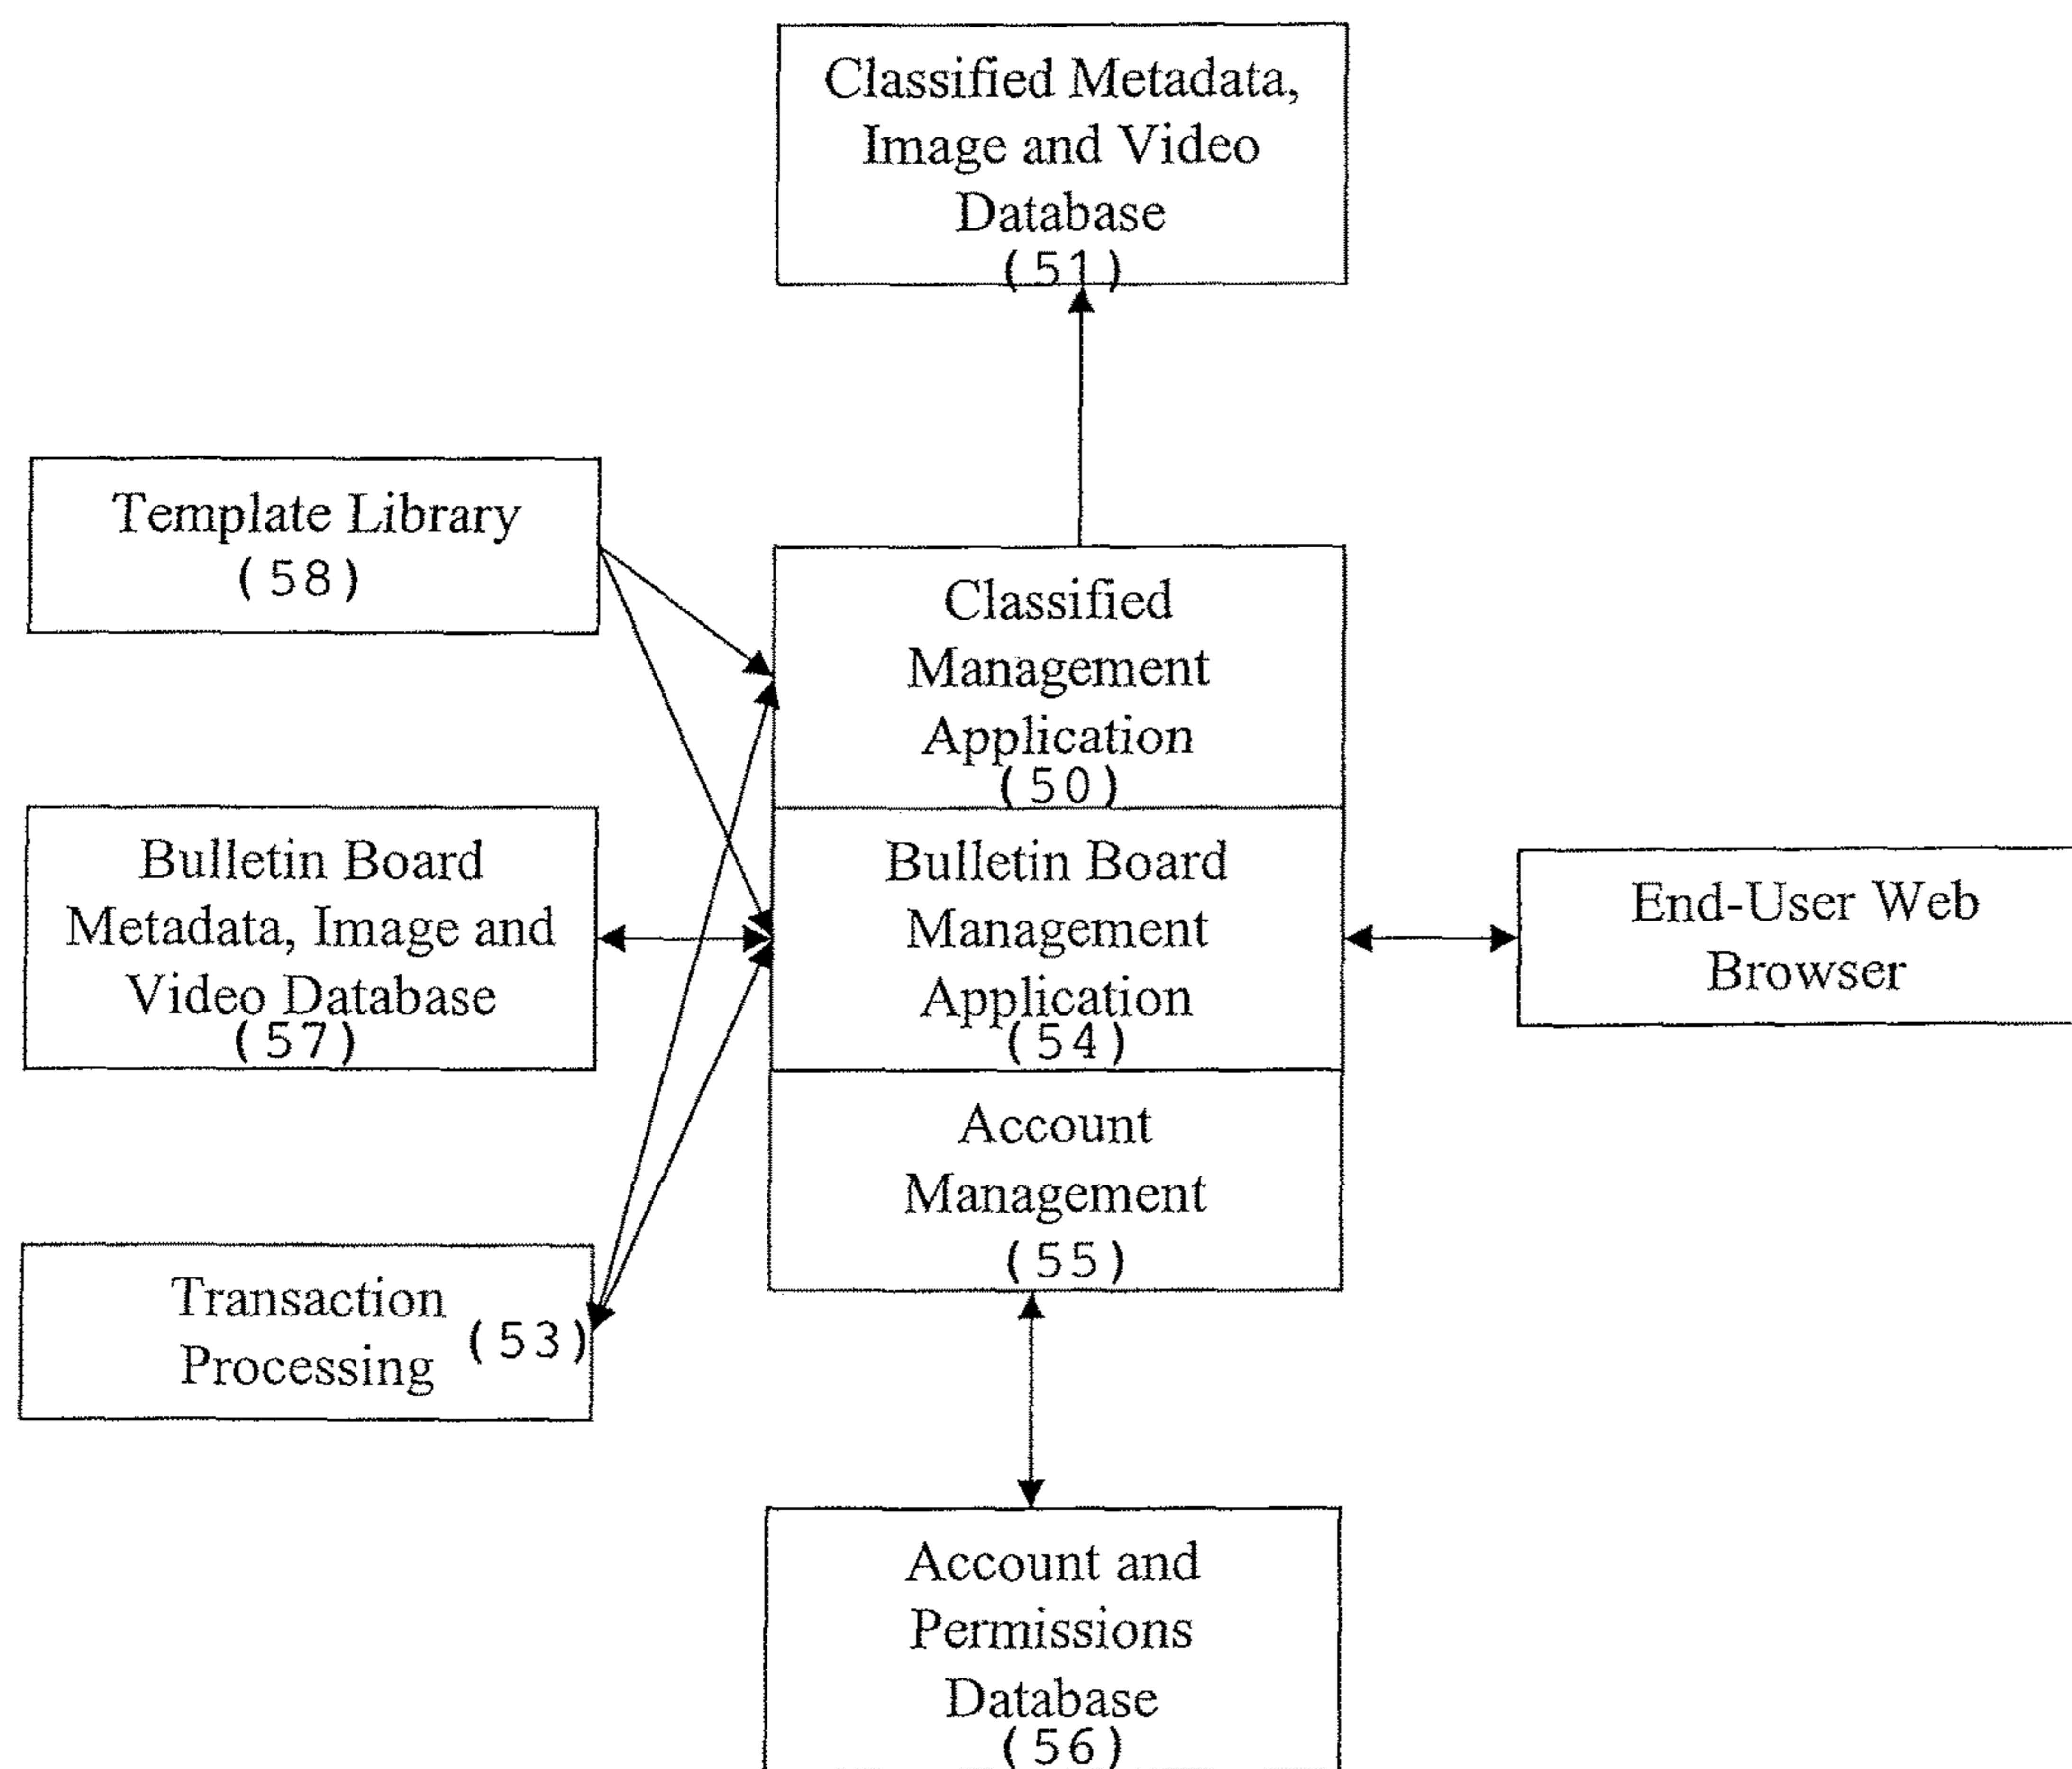 Classified Metadata,
Image and Video
Database
(51)
Template Library
(58)
Classified
Management
Application
(50)
Bulletin Board
Metadata, Image and
Video Database
(57)
Bulletin Board
Management
Application
(54)
End-User Web
Browser
Account
Management
(55)
Transaction
Processing
(53)
Account and
Permissions
Database
(56)